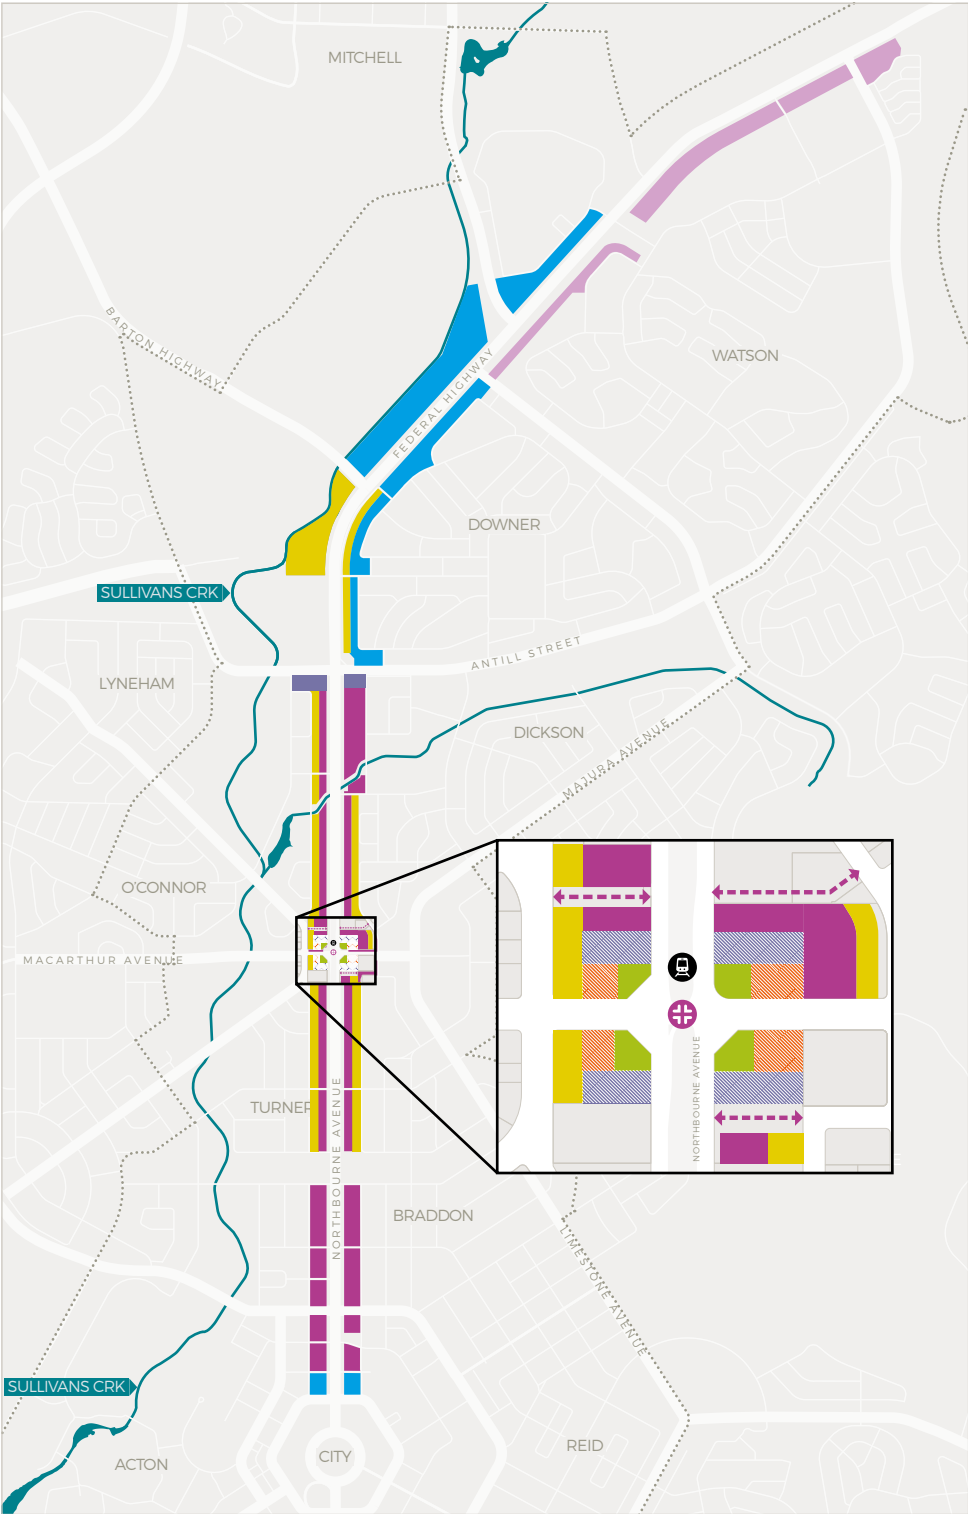 MITCHELL
BARTON HIGHWAY
WATSON
FEDERAL HIGHWAY
DOWNER
SULLIVANS CRK
ANTILL STREET
LYNEHAM
DICKSON
MAJURA AVENUE
O'CONNOR
MACARTHUR AVENUE
NORTHBOURNE AVENUE
TURNER
NORTHBOURNE AVENUE
BRADDON
LIMESTONE AVENUE
SULLIVANS CRK
REID
CITY
ACTON